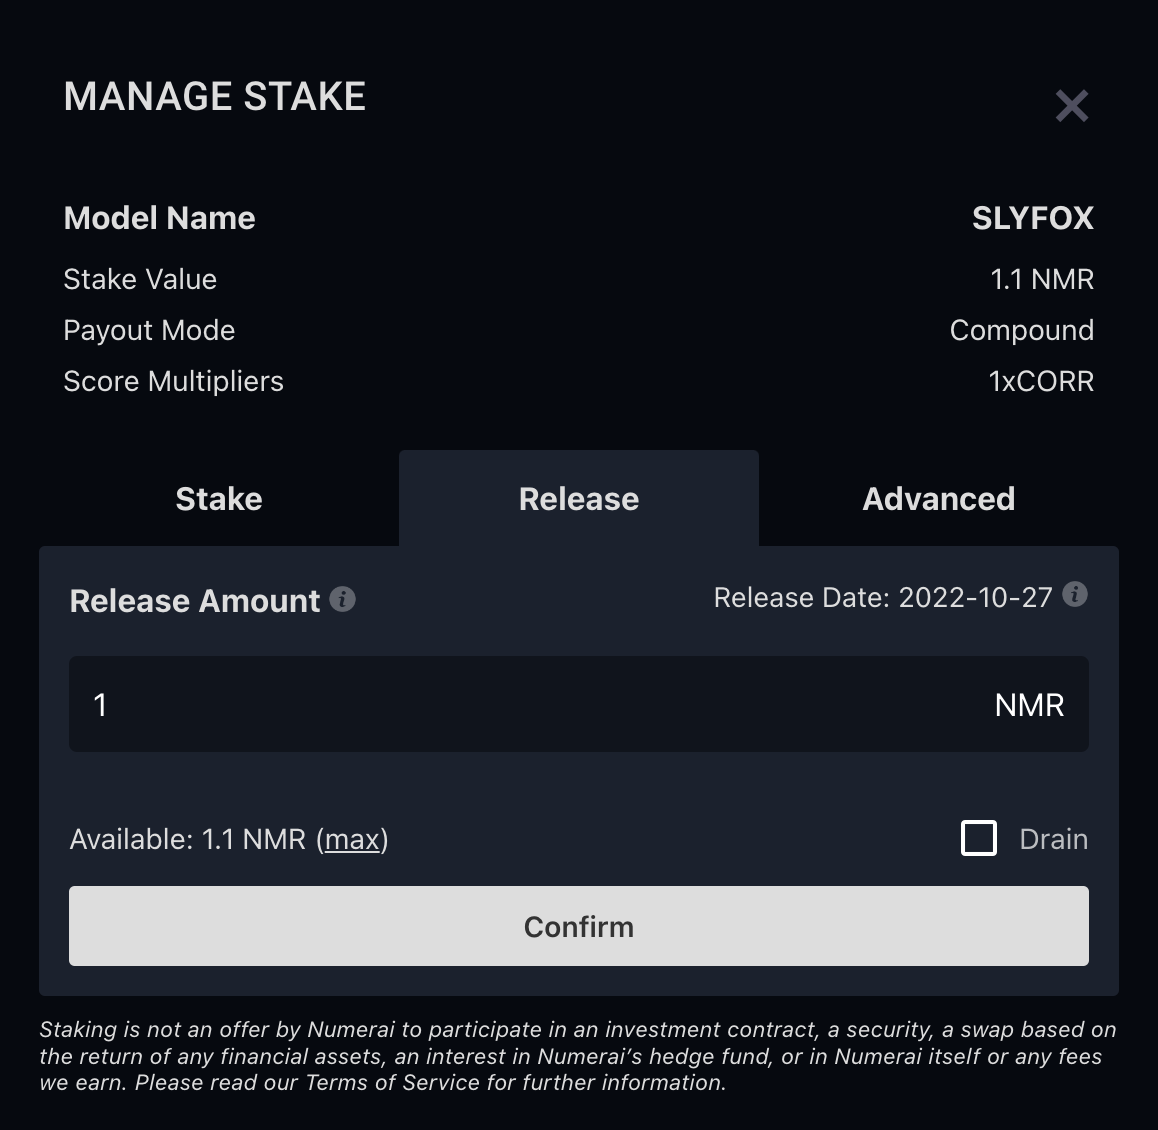 MANAGE STAKE
Model Name SLYFOX
Stake Value 1.1 NMR
Payout Mode Compound
Score Multipliers 1xCORR
Stake Release Advanced
Release Amount Release Date: 2022-10-27
1 NMR
Available: 1.1 NMR (max) Drain
Confirm
Staking is not an offer by Numerai to participate in an investment contract, a security, a swap based on
the return of any financial assets, an interest in Numerai’s hedge fund, or in Numerai itself or any fees
we earn. Please read our Terms of Service for further information.